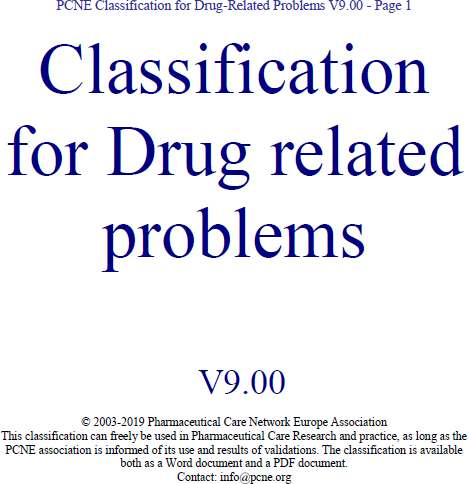 PCNE Classification for Drug-Related Problems V9.00 - Page 1
Classification
for Drug related
problems
V9.00
© 2003-2019 Pharmaceutical Care Network Europe Association
This classification can freely be used in Pharmaceutical Care Research and practice, as long as the
PCNE association is informed of its use and results of validations. The classification is available
both as a Word document and a PDF document.
Contact: info@pcne.org